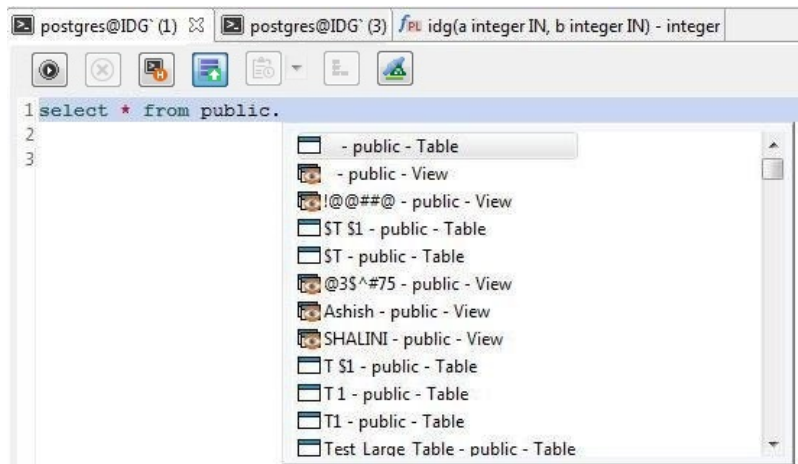 postgres@IDG` (1) postgres@IDG` (3) PL idg(a integer IN, b integer IN) - integer
1 select * from public.
2
3
- public - Table
- public - View
!@@##@ - public - View
$T $1 - public - Table
$T - public - Table
@3$^#75 - public - View
Ashish - public - View
SHALINI - public - View
T $1 - public - Table
T 1 - public - Table
T1 - public - Table
Test Large Table - public - Table